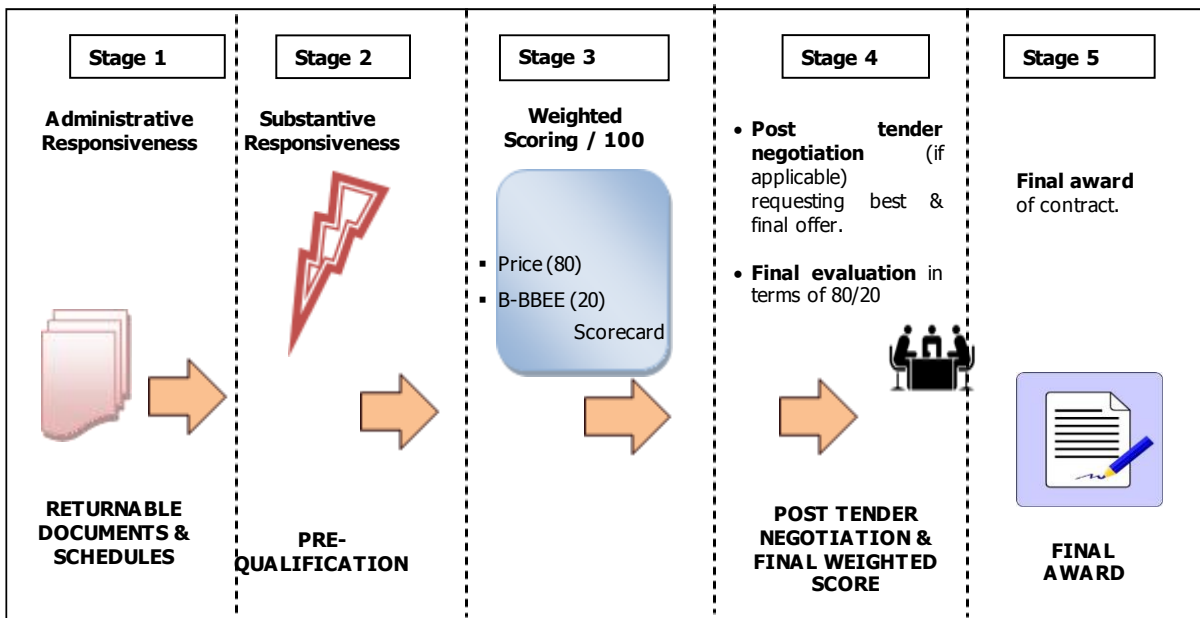 Stage 1
Administrative
Responsiveness
RETURNABLE
DOCUMENTS &
SCHEDULES
Stage 2
Substantive
Responsiveness
PRE-
QUALIFICATION
Stage 3
Weighted
Scoring / 100
▪ Price (80)
▪ B-BBEE (20)
Scorecard
Stage 4
• Post tender
negotiation (if
applicable)
requesting best &
final offer.
• Final evaluation in
terms of 80/20
POST TENDER
NEGOTIATION &
FINAL WEIGHTED
SCORE
Stage 5
Final award
of contract.
FINAL
AWARD